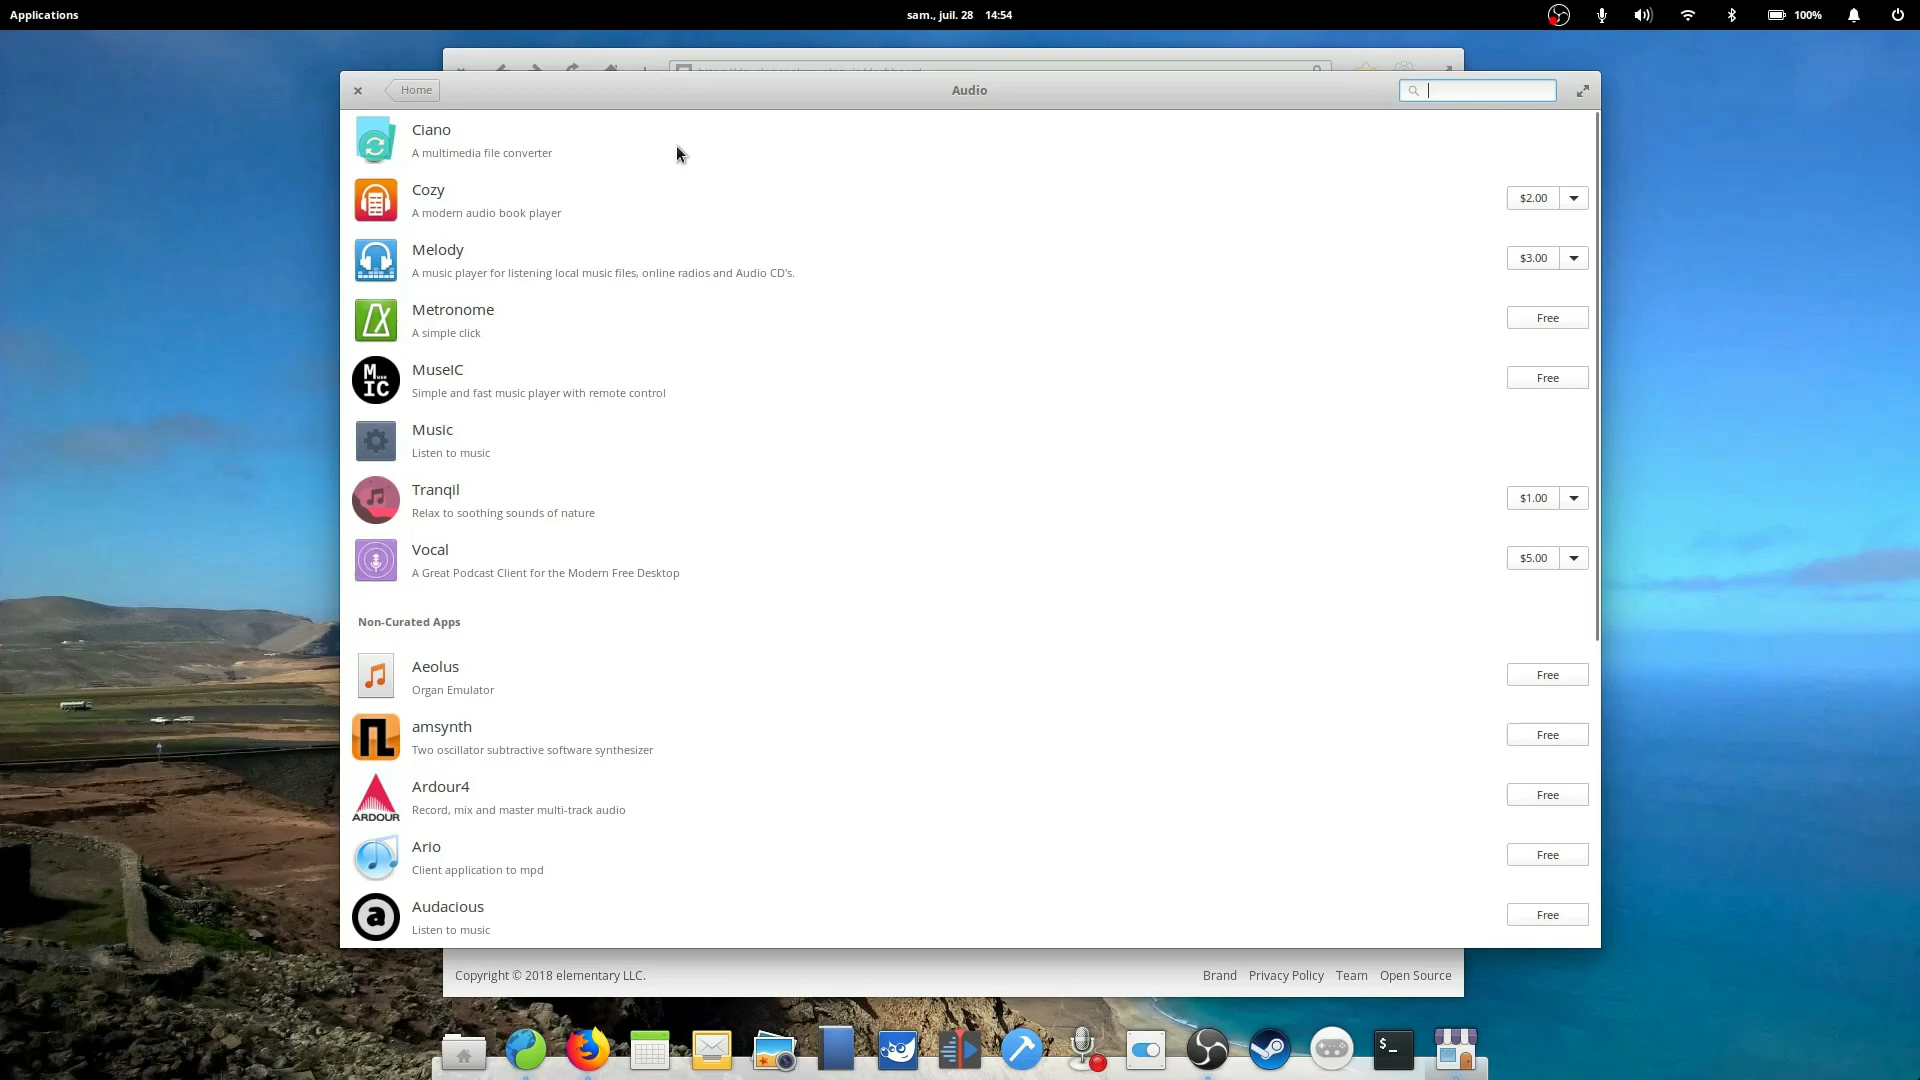 Applications
sam., juil. 28 14:54
100%
Home
Audio
Ciano
A multimedia file converter
Cozy
A modern audio book player
$2.00
Melody
A music player for listening local music files, online radios and Audio CD's.
$3.00
Metronome
A simple click
Free
M
USE
IC
MuseIC
Simple and fast music player with remote control
Free
Music
Listen to music
Tranqil
Relax to soothing sounds of nature
$1.00
Vocal
A Great Podcast Client for the Modern Free Desktop
$5.00
Non-Curated Apps
Aeolus
Organ Emulator
Free
amsynth
Two oscillator subtractive software synthesizer
Free
ARDOUR
Ardour4
Record, mix and master multi-track audio
Free
Ario
Client application to mpd
Free
a
Audacious
Listen to music
Free
Copyright © 2018 elementary LLC.
Brand Privacy Policy Team Open Source
$_